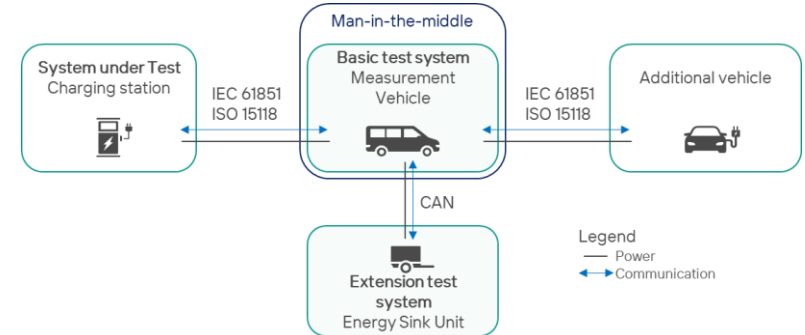 Man-in-the-middle
System under Test
Charging station
IEC 61851
ISO 15118
Basic test system
Measurement
Vehicle
IEC 61851
ISO 15118
Additional vehicle
CAN
Extension test
system
Energy Sink Unit
Legend
Power
Communication